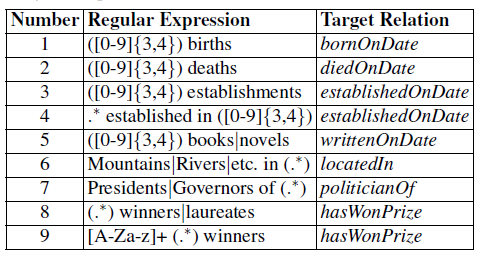 Number Regular Expression Target Relation
1 ([0-9]{3,4}) births bornOnDate
2 ([0-9]{3,4}) deaths diedOnDate
3 ([0-9]{3,4}) establishments establishedOnDate
4 .* established in ([0-9]{3,4}) establishedOnDate
5 ([0-9]{3,4}) books|novels writtenOnDate
6 Mountains|Rivers|etc. in (.*) locatedIn
7 Presidents|Governors of (.*) politicianOf
8 (.*) winners|laureates hasWonPrize
9 [A-Za-z]+ (.*) winners hasWonPrize